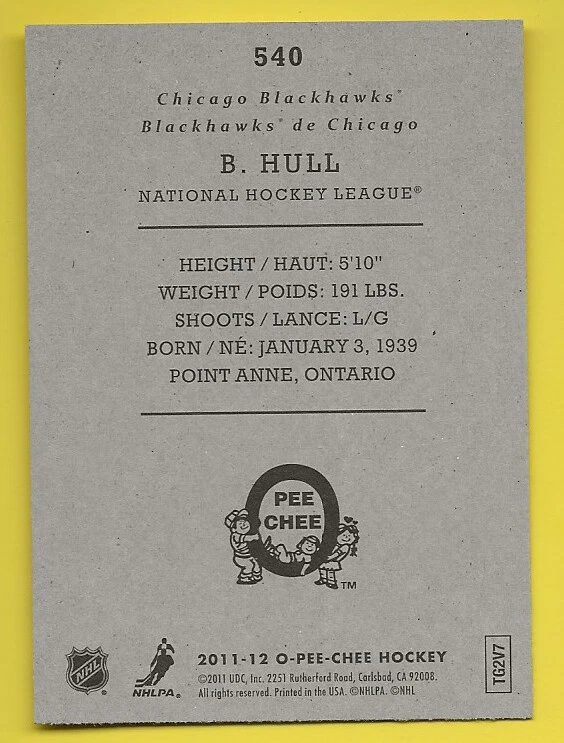 540
Chicago Blackhawks®
Blackhawks® de Chicago
B. HULL
NATIONAL HOCKEY LEAGUE®
HEIGHT / HAUT: 5'10"
WEIGHT / POIDS: 191 LBS.
SHOOTS / LANCE: L/G
BORN / NÉ: JANUARY 3, 1939
POINT ANNE, ONTARIO
O
PEE
CHEE
TM
NHL
NHLPA®
2011-12 O-PEE-CHEE HOCKEY
©2011 UDC, Inc. 2251 Rutherford Road, Carlsbad, CA 92008.
All rights reserved. Printed in the USA. ©NHLPA. ©NHL
TG2V7